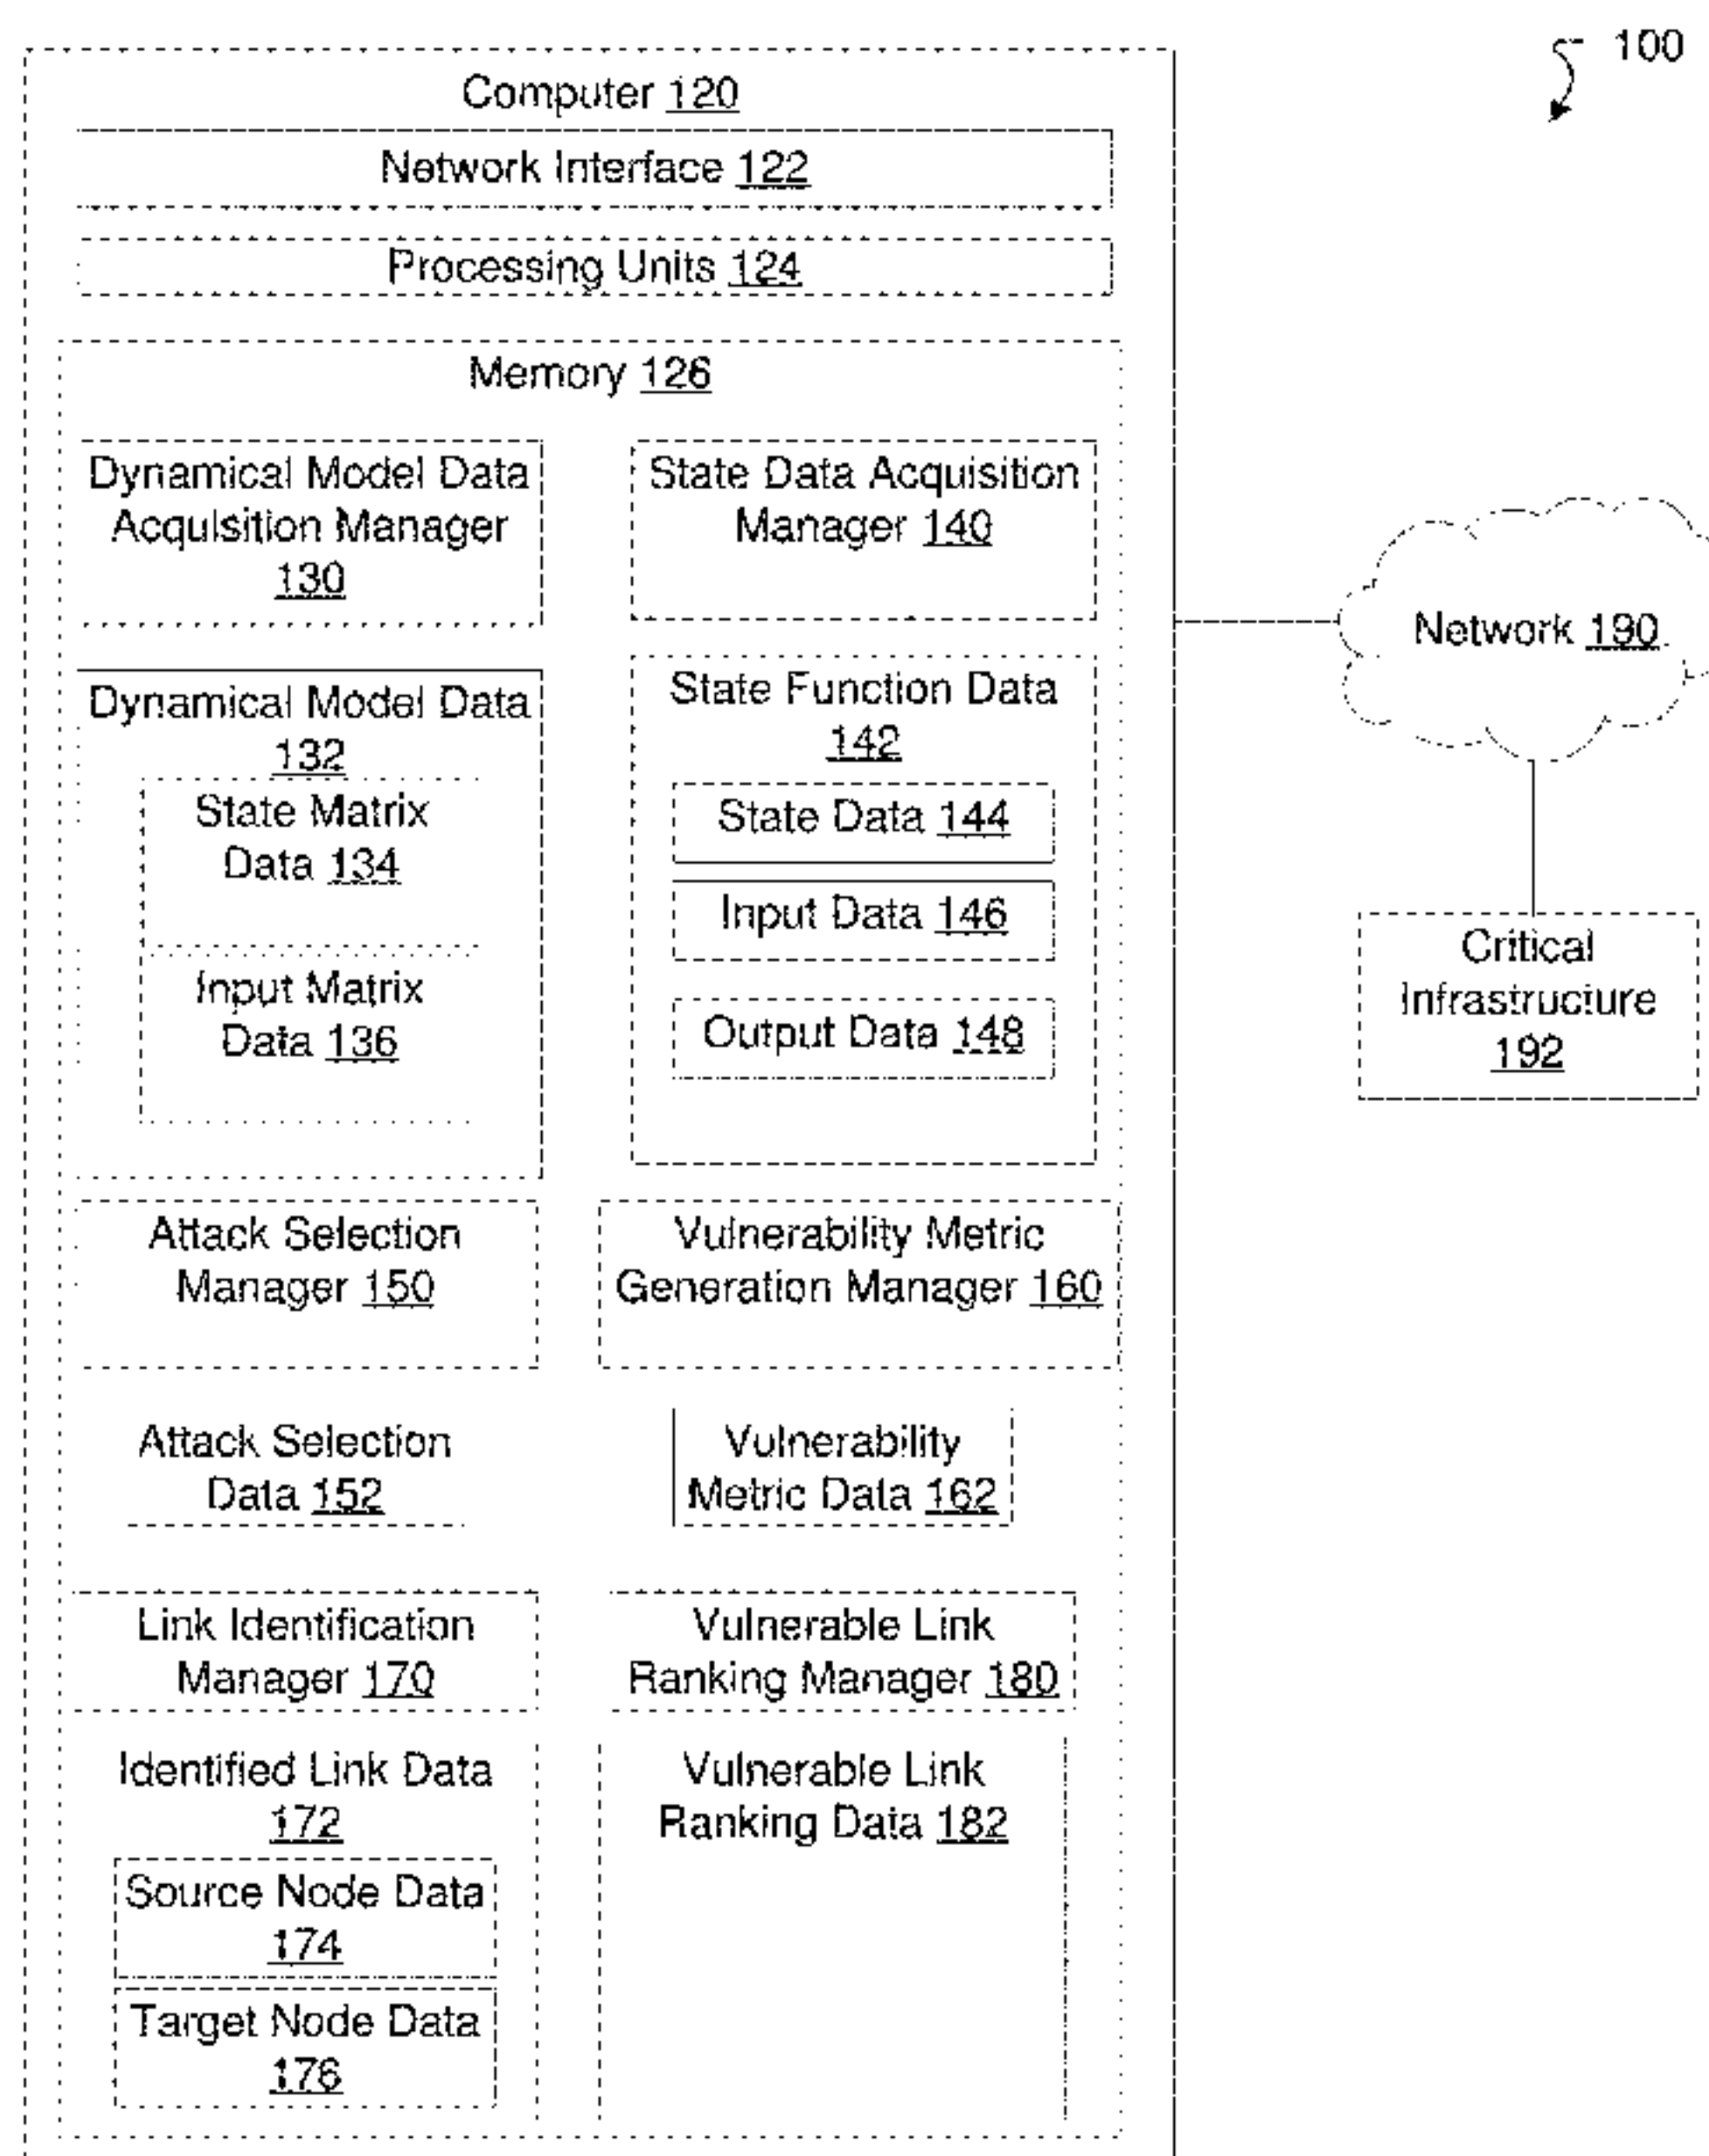 100
Computer 120
Network Interface 122
Processing Units 124
Memory 126
Dynamical Model Data
Acquisition Manager
130
State Data Acquisition
Manager 140
Dynamical Model Data
132
State Matrix
Data 134
Input Matrix
Data 136
State Function Data
142
State Data 144
Input Data 146
Output Data 148
Network 190
Critical
Infrastructure
192
Attack Selection
Manager 150
Vulnerability Metric
Generation Manager 160
Attack Selection
Data 152
Vulnerability
Metric Data 162
Link Identification
Manager 170
Vulnerable Link
Ranking Manager 180
Identified Link Data
172
Source Node Data
174
Target Node Data
176
Vulnerable Link
Ranking Data 182